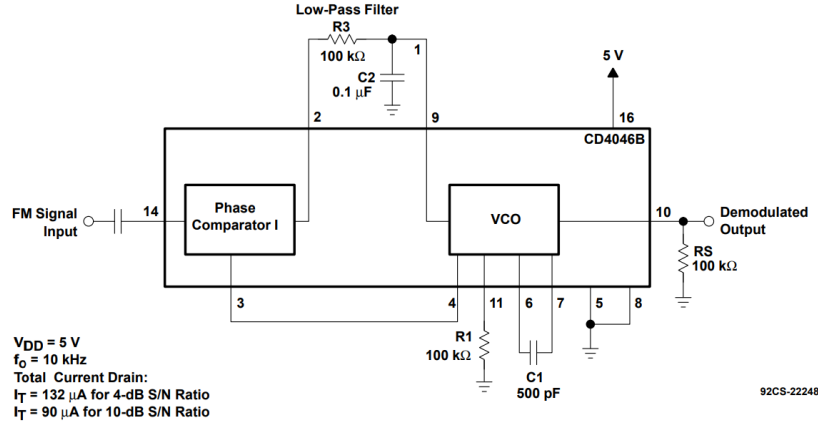 Low-Pass Filter
R3
100 kΩ
1
C2
0.1 μF
5 V
2
9
16
CD4046B
FM Signal
Input
14
Phase
Comparator I
VCO
10
Demodulated
Output
RS
100 kΩ
3
4
11
6
7
5
8
R1
100 kΩ
C1
500 pF
VDD = 5 V
fo = 10 kHz
Total Current Drain:
IT = 132 μA for 4-dB S/N Ratio
IT = 90 μA for 10-dB S/N Ratio
92CS-22248